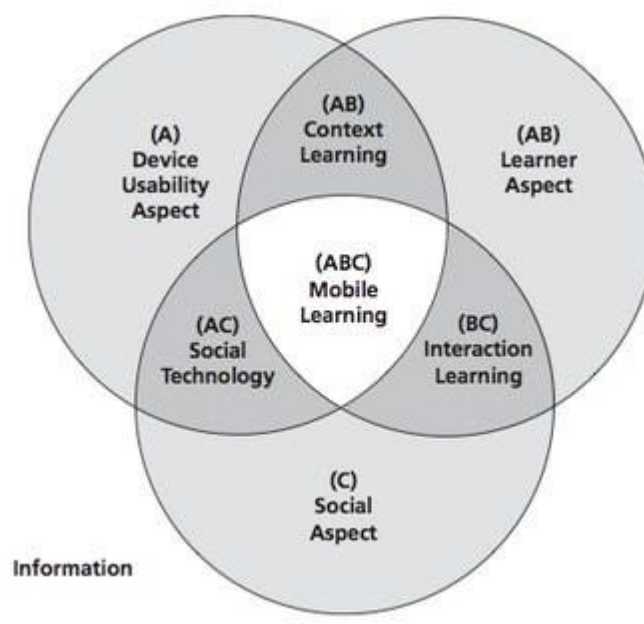 (A)
Device
Usability
Aspect
(AB)
Context
Learning
(AB)
Learner
Aspect
(ABC)
Mobile
Learning
(AC)
Social
Technology
(BC)
Interaction
Learning
(C)
Social
Aspect
Information